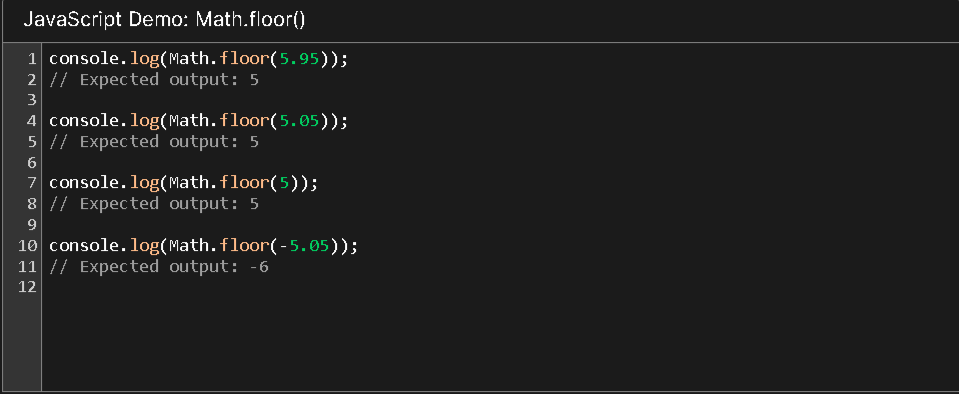 JavaScript Demo: Math.floor()
1 console.log(Math.floor(5.95));
2 // Expected output: 5
3
4 console.log(Math.floor(5.05));
5 // Expected output: 5
6
7 console.log(Math.floor(5));
8 // Expected output: 5
9
10 console.log(Math.floor(-5.05));
11 // Expected output: -6
12